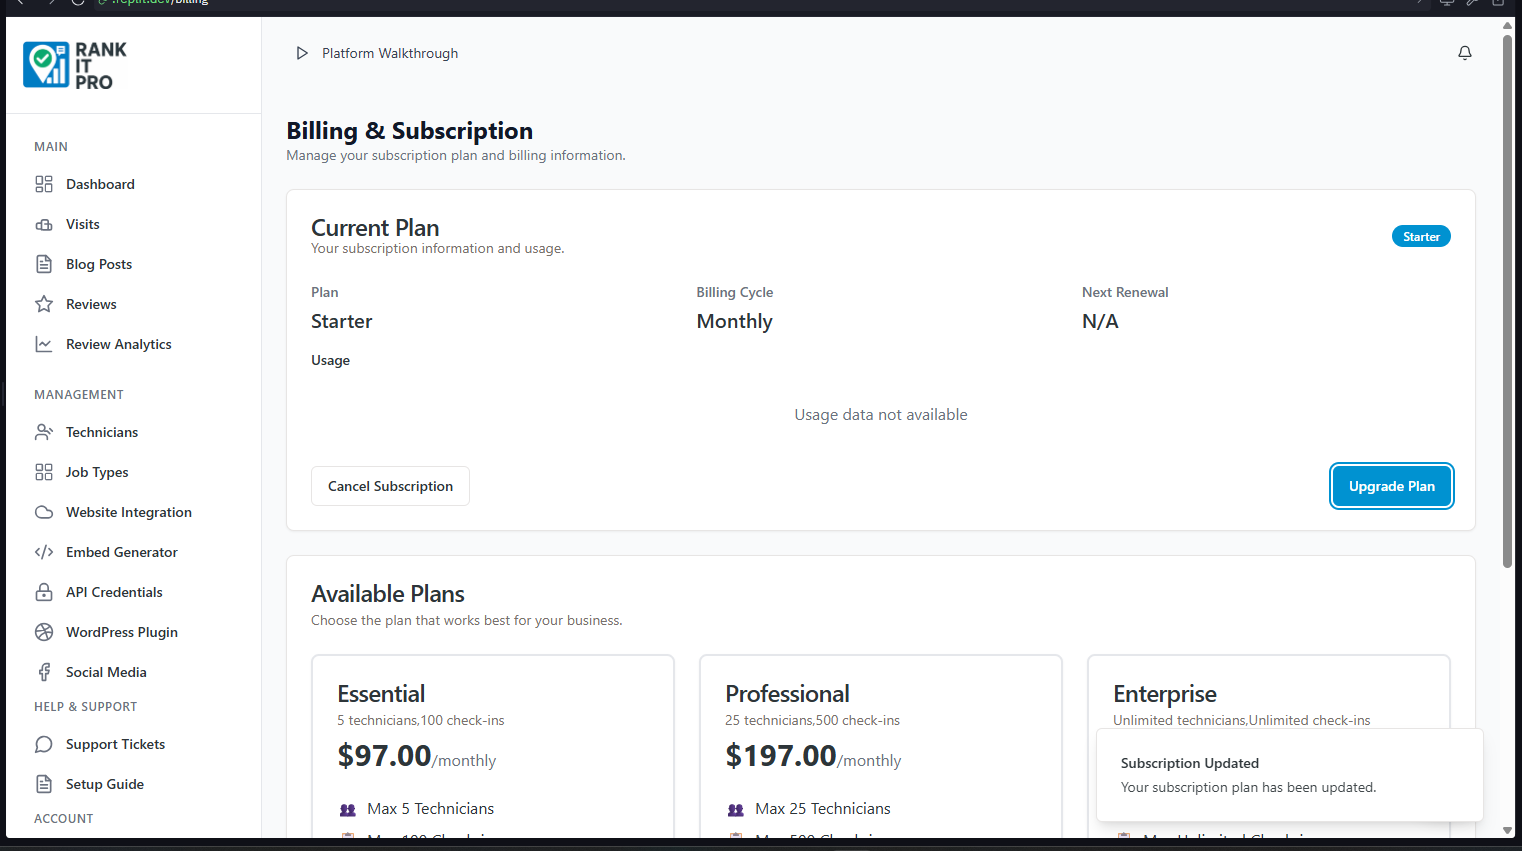 RANK
IT
PRO
Platform Walkthrough
MAIN
Dashboard
Visits
Blog Posts
Reviews
Review Analytics
MANAGEMENT
Technicians
Job Types
Website Integration
Embed Generator
API Credentials
WordPress Plugin
Social Media
HELP & SUPPORT
Support Tickets
Setup Guide
ACCOUNT
Billing & Subscription
Manage your subscription plan and billing information.
Current Plan
Your subscription information and usage.
Starter
Plan
Starter
Billing Cycle
Monthly
Next Renewal
N/A
Usage
Usage data not available
Cancel Subscription
Upgrade Plan
Available Plans
Choose the plan that works best for your business.
Essential
5 technicians,100 check-ins
$97.00/monthly
Max 5 Technicians
Professional
25 technicians,500 check-ins
$197.00/monthly
Max 25 Technicians
Enterprise
Unlimited technicians,Unlimited check-ins
Subscription Updated
Your subscription plan has been updated.